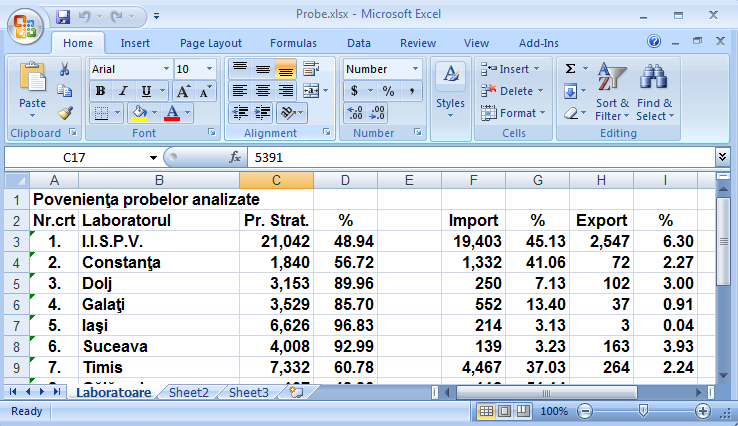 Probe.xlsx - Microsoft Excel
Home Insert Page Layout Formulas Data Review View Add-Ins
Paste
Clipboard
Arial 10
B I U A A
A
Font
Alignment
Number
$ % ,
.0 .00 .00 .0
Number
A
Styles
Insert
Delete
Format
Cells
Σ
A Z
Sort & Filter
Find & Select
Editing
C17 fx 5391
A B C D E F G H I
1 Povenienţa probelor analizate
2 Nr.crt Laboratorul Pr. Strat. % Import % Export %
3 1. I.I.S.P.V. 21,042 48.94 19,403 45.13 2,547 6.30
4 2. Constanţa 1,840 56.72 1,332 41.06 72 2.27
5 3. Dolj 3,153 89.96 250 7.13 102 3.00
6 4. Galaţi 3,529 85.70 552 13.40 37 0.91
7 5. Iaşi 6,626 96.83 214 3.13 3 0.04
8 6. Suceava 4,008 92.99 139 3.23 163 3.93
9 7. Timis 7,332 60.78 4,467 37.03 264 2.24
Laboratoare Sheet2 Sheet3
Ready 100%